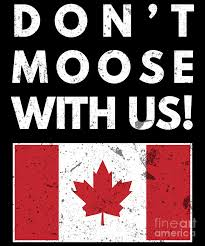 DON'T
MOOSE
WITH US!
fine art
america